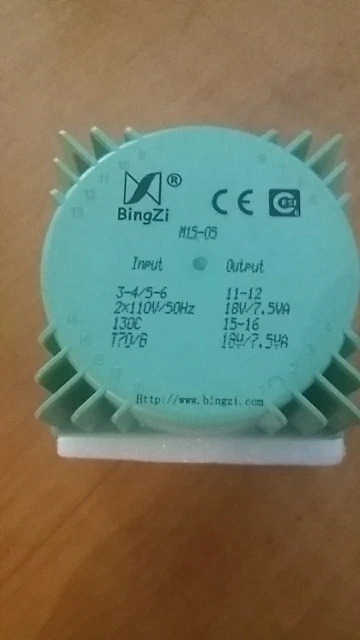 ®
BingZi
CE
M15-05
Input Output
3-4/5-6 11-12
2×110V/50Hz 18V/7.5VA
130C 15-16
T70/B 18V/7.5VA
Http://www.bingzi.com